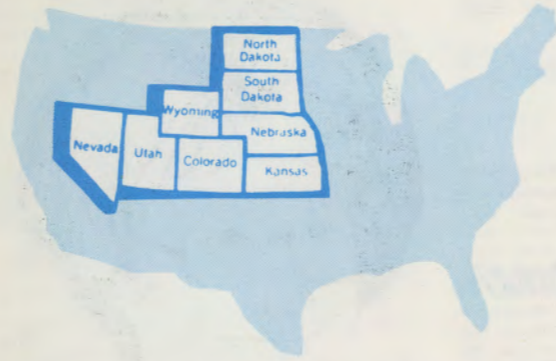 North
Dakota
South
Dakota
Wyoming
Nebraska
Nevada
Utah
Colorado
Kansas